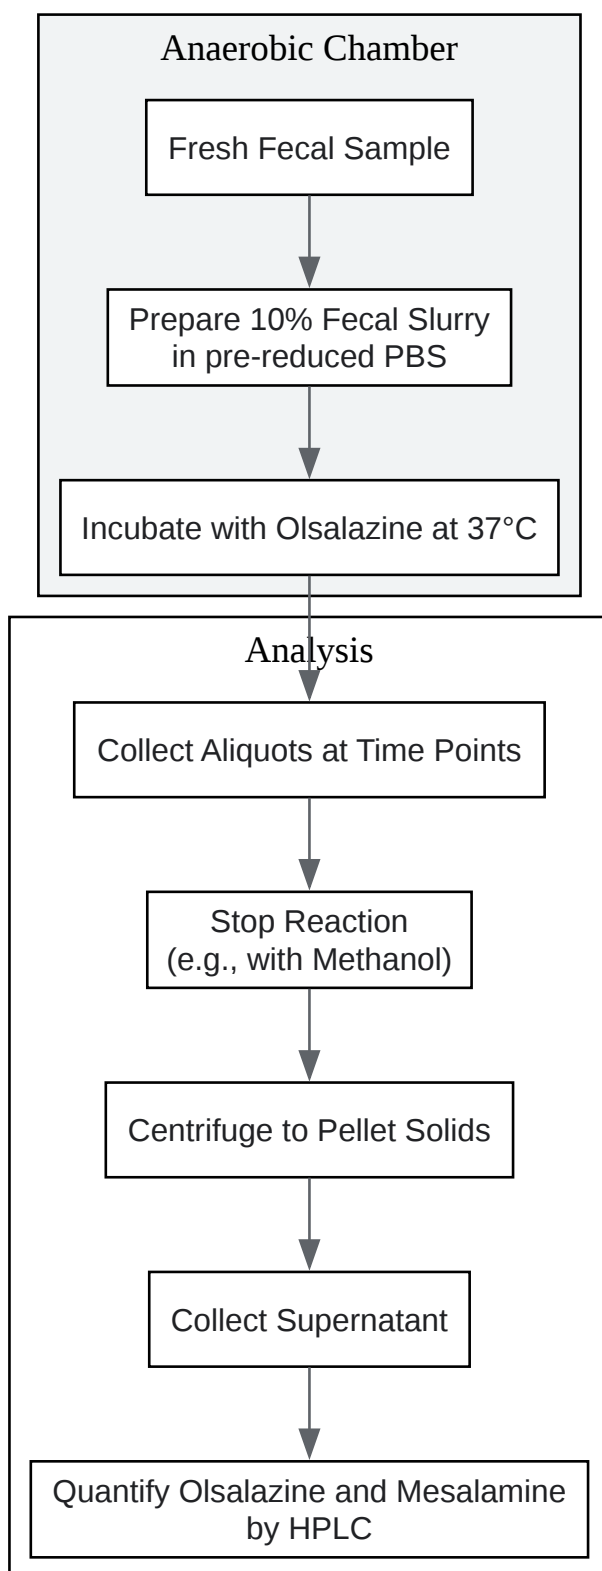 Anaerobic Chamber
Fresh Fecal Sample
Prepare 10% Fecal Slurry
in pre-reduced PBS
Incubate with Olsalazine at 37°C
Analysis
Collect Aliquots at Time Points
Stop Reaction
(e.g., with Methanol)
Centrifuge to Pellet Solids
Collect Supernatant
Quantify Olsalazine and Mesalamine
by HPLC